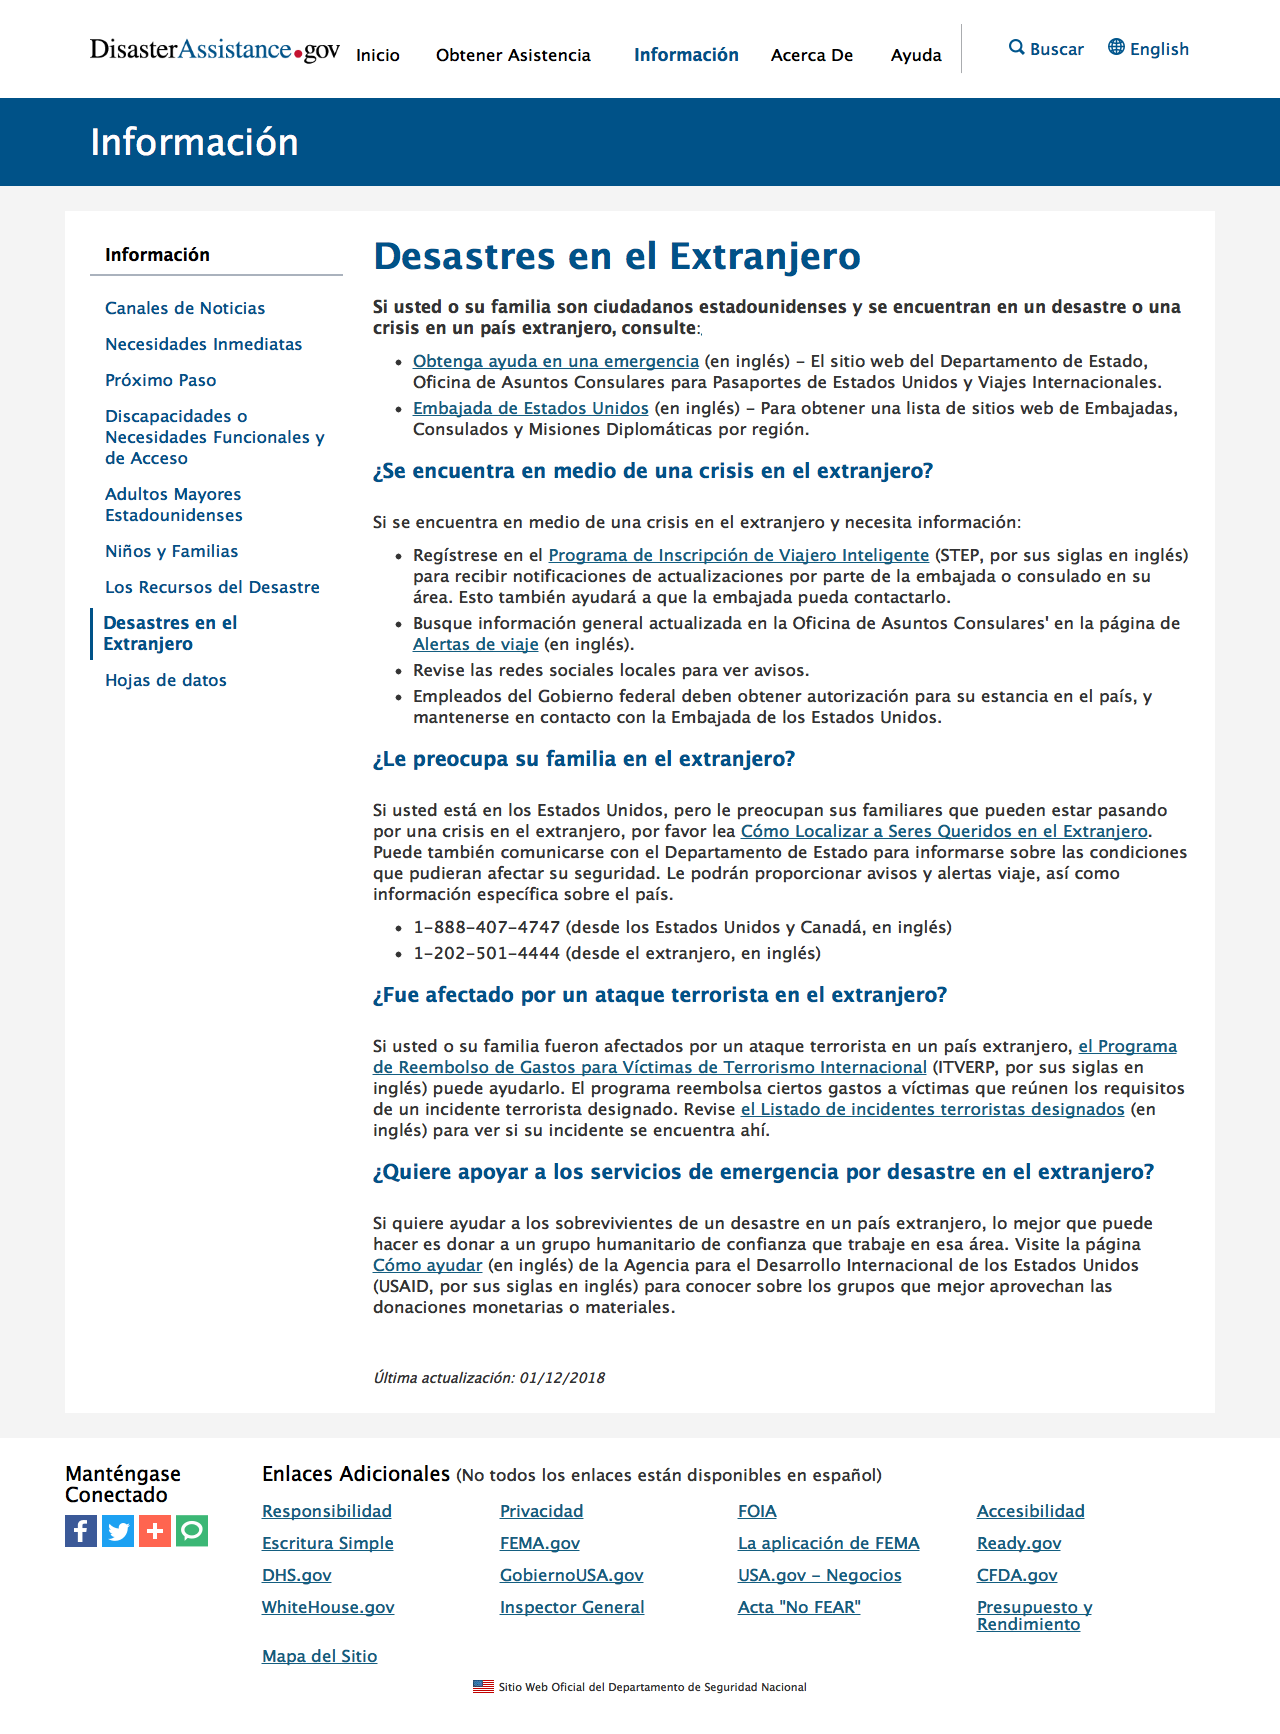 DisasterAssistance.gov
Inicio
Obtener Asistencia
Información
Acerca De
Ayuda
Buscar
English
Información
Información
Canales de Noticias
Necesidades Inmediatas
Próximo Paso
Discapacidades o
Necesidades Funcionales y
de Acceso
Adultos Mayores
Estadounidenses
Niños y Familias
Los Recursos del Desastre
Desastres en el
Extranjero
Hojas de datos
Desastres en el Extranjero
Si usted o su familia son ciudadanos estadounidenses y se encuentran en un desastre o una
crisis en un país extranjero, consulte:
• Obtenga ayuda en una emergencia (en inglés) – El sitio web del Departamento de Estado,
Oficina de Asuntos Consulares para Pasaportes de Estados Unidos y Viajes Internacionales.
• Embajada de Estados Unidos (en inglés) – Para obtener una lista de sitios web de Embajadas,
Consulados y Misiones Diplomáticas por región.
¿Se encuentra en medio de una crisis en el extranjero?
Si se encuentra en medio de una crisis en el extranjero y necesita información:
• Regístrese en el Programa de Inscripción de Viajero Inteligente (STEP, por sus siglas en inglés)
para recibir notificaciones de actualizaciones por parte de la embajada o consulado en su
área. Esto también ayudará a que la embajada pueda contactarlo.
• Busque información general actualizada en la Oficina de Asuntos Consulares' en la página de
Alertas de viaje (en inglés).
• Revise las redes sociales locales para ver avisos.
• Empleados del Gobierno federal deben obtener autorización para su estancia en el país, y
mantenerse en contacto con la Embajada de los Estados Unidos.
¿Le preocupa su familia en el extranjero?
Si usted está en los Estados Unidos, pero le preocupan sus familiares que pueden estar pasando
por una crisis en el extranjero, por favor lea Cómo Localizar a Seres Queridos en el Extranjero.
Puede también comunicarse con el Departamento de Estado para informarse sobre las condiciones
que pudieran afectar su seguridad. Le podrán proporcionar avisos y alertas viaje, así como
información específica sobre el país.
• 1-888-407-4747 (desde los Estados Unidos y Canadá, en inglés)
• 1-202-501-4444 (desde el extranjero, en inglés)
¿Fue afectado por un ataque terrorista en el extranjero?
Si usted o su familia fueron afectados por un ataque terrorista en un país extranjero, el Programa
de Reembolso de Gastos para Víctimas de Terrorismo Internacional (ITVERP, por sus siglas en
inglés) puede ayudarlo. El programa reembolsa ciertos gastos a víctimas que reúnen los requisitos
de un incidente terrorista designado. Revise el Listado de incidentes terroristas designados (en
inglés) para ver si su incidente se encuentra ahí.
¿Quiere apoyar a los servicios de emergencia por desastre en el extranjero?
Si quiere ayudar a los sobrevivientes de un desastre en un país extranjero, lo mejor que puede
hacer es donar a un grupo humanitario de confianza que trabaje en esa área. Visite la página
Cómo ayudar (en inglés) de la Agencia para el Desarrollo Internacional de los Estados Unidos
(USAID, por sus siglas en inglés) para conocer sobre los grupos que mejor aprovechan las
donaciones monetarias o materiales.
Última actualización: 01/12/2018
Manténgase
Conectado
Enlaces Adicionales (No todos los enlaces están disponibles en español)
Responsibilidad
Privacidad
FOIA
Accesibilidad
Escritura Simple
FEMA.gov
La aplicación de FEMA
Ready.gov
DHS.gov
GobiernoUSA.gov
USA.gov – Negocios
CFDA.gov
WhiteHouse.gov
Inspector General
Acta "No FEAR"
Presupuesto y
Rendimiento
Mapa del Sitio
Sitio Web Oficial del Departamento de Seguridad Nacional